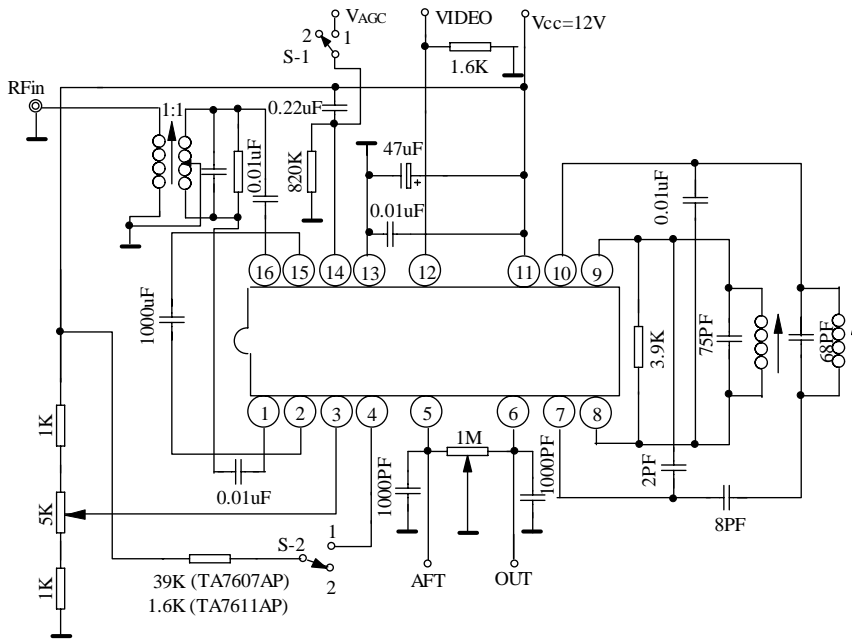 VAGC
VIDEO
Vcc=12V
2
1
S-1
1.6K
RFin
1:1
0.22uF
0.01uF
820K
47uF
+
0.01uF
0.01uF
16
15
14
13
12
11
10
9
1000uF
3.9K
75PF
68PF
1
2
3
4
5
6
7
8
1K
1M
0.01uF
1000PF
1000PF
2PF
8PF
5K
S-2
1
2
39K (TA7607AP)
1.6K (TA7611AP)
AFT
OUT
1K